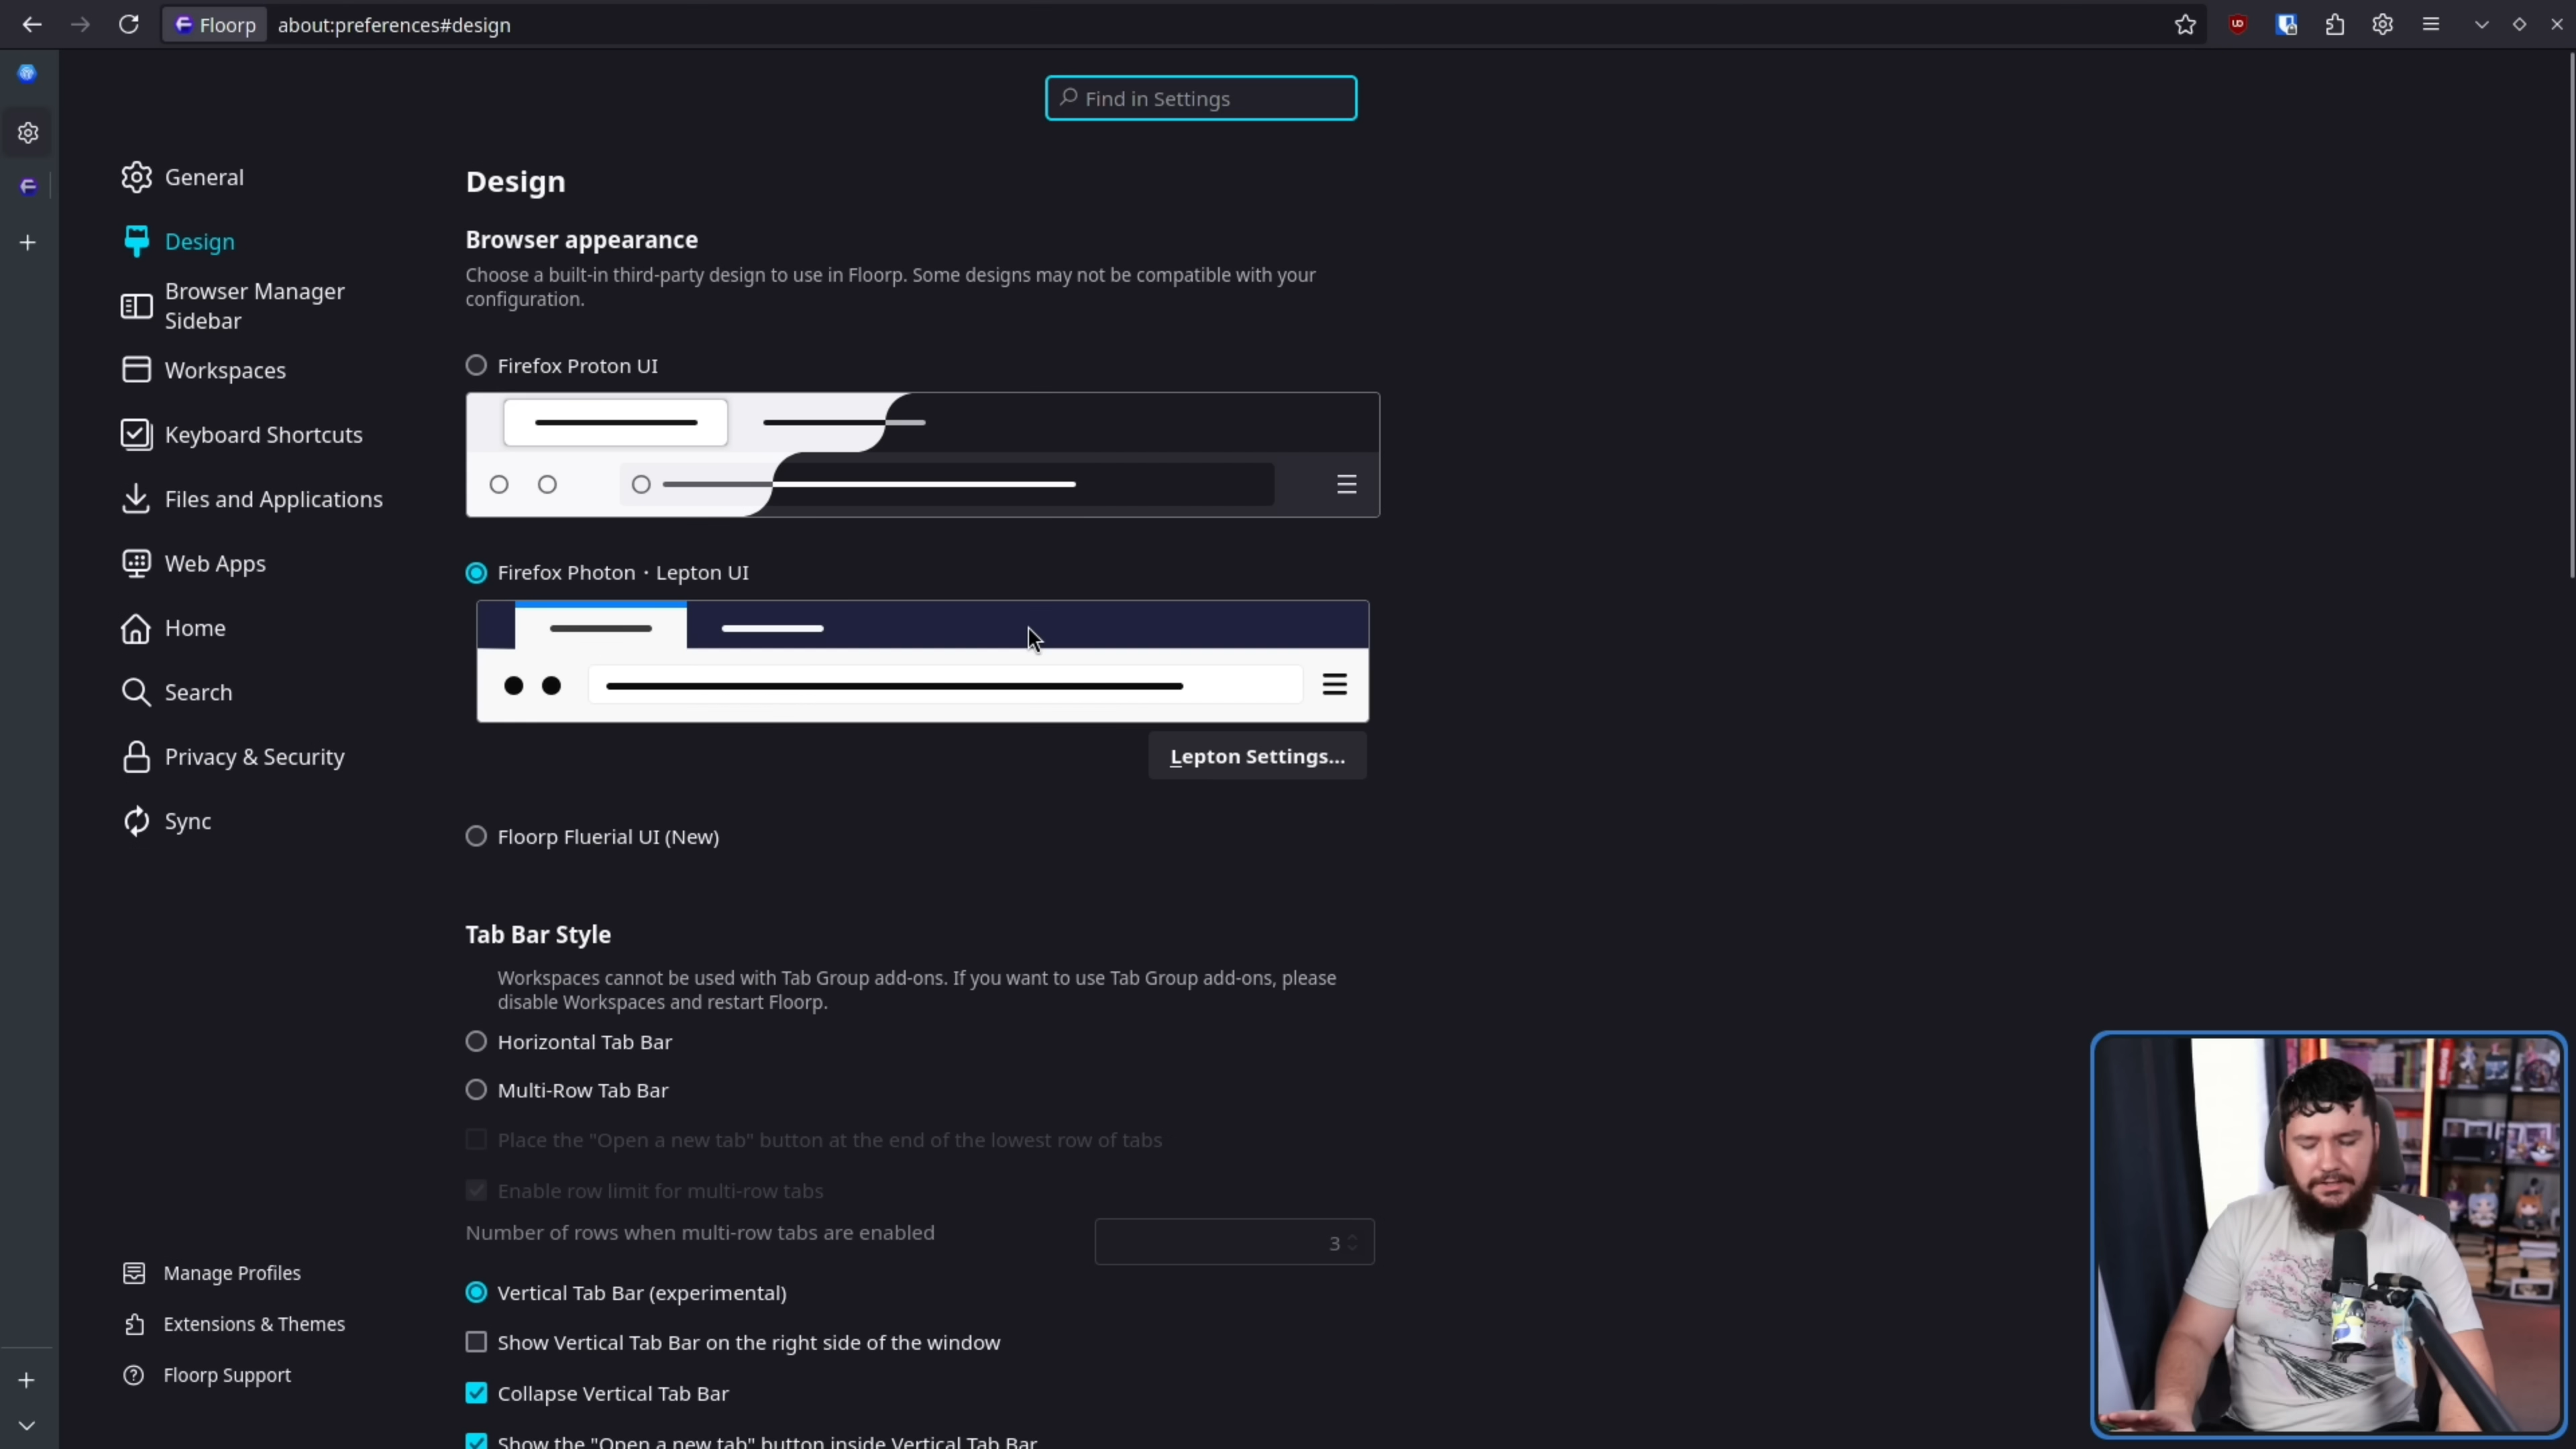 Floorp about:preferences#design
Find in Settings
General
Design
Browser Manager
Sidebar
Workspaces
Keyboard Shortcuts
Files and Applications
Web Apps
Home
Search
Privacy & Security
Sync
Manage Profiles
Extensions & Themes
Floorp Support
Design
Browser appearance
Choose a built-in third-party design to use in Floorp. Some designs may not be compatible with your
configuration.
Firefox Proton UI
Firefox Photon・Lepton UI
Lepton Settings...
Floorp Fluerial UI (New)
Tab Bar Style
Workspaces cannot be used with Tab Group add-ons. If you want to use Tab Group add-ons, please
disable Workspaces and restart Floorp.
Horizontal Tab Bar
Multi-Row Tab Bar
Place the "Open a new tab" button at the end of the lowest row of tabs
Enable row limit for multi-row tabs
Number of rows when multi-row tabs are enabled
3
Vertical Tab Bar (experimental)
Show Vertical Tab Bar on the right side of the window
Collapse Vertical Tab Bar
Show the "Open a new tab" button inside Vertical Tab Bar